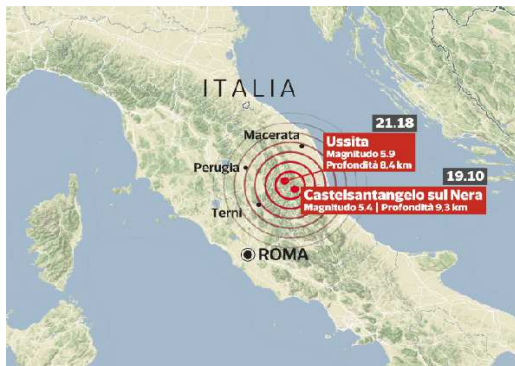 ITALIA
21.18
Macerata
Ussita
Magnitudo 5.9
Profondità 8,4 km
Perugia
19.10
Castelsantangelo sul Nera
Magnitudo 5.4 | Profondità 9,3 km
Terni
ROMA